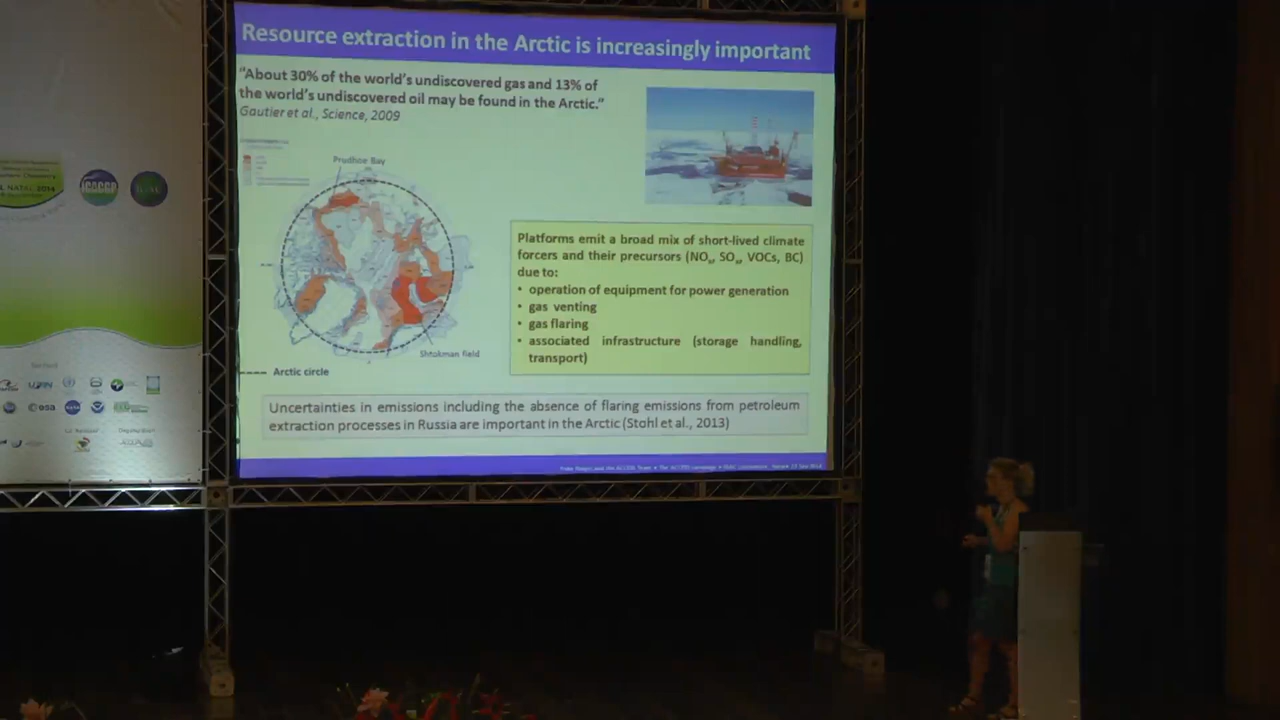 Resource extraction in the Arctic is increasingly important
"About 30% of the world's undiscovered gas and 13% of
the world's undiscovered oil may be found in the Arctic."
Gautier et al., Science, 2009
Prudhoe Bay
Shtokman field
Arctic circle
Platforms emit a broad mix of short-lived climate
forcers and their precursors (NOx, SOx, VOCs, BC)
due to:
• operation of equipment for power generation
• gas venting
• gas flaring
• associated infrastructure (storage handling,
transport)
Uncertainties in emissions including the absence of flaring emissions from petroleum
extraction processes in Russia are important in the Arctic (Stohl et al., 2013)
NATAL 2014
esa